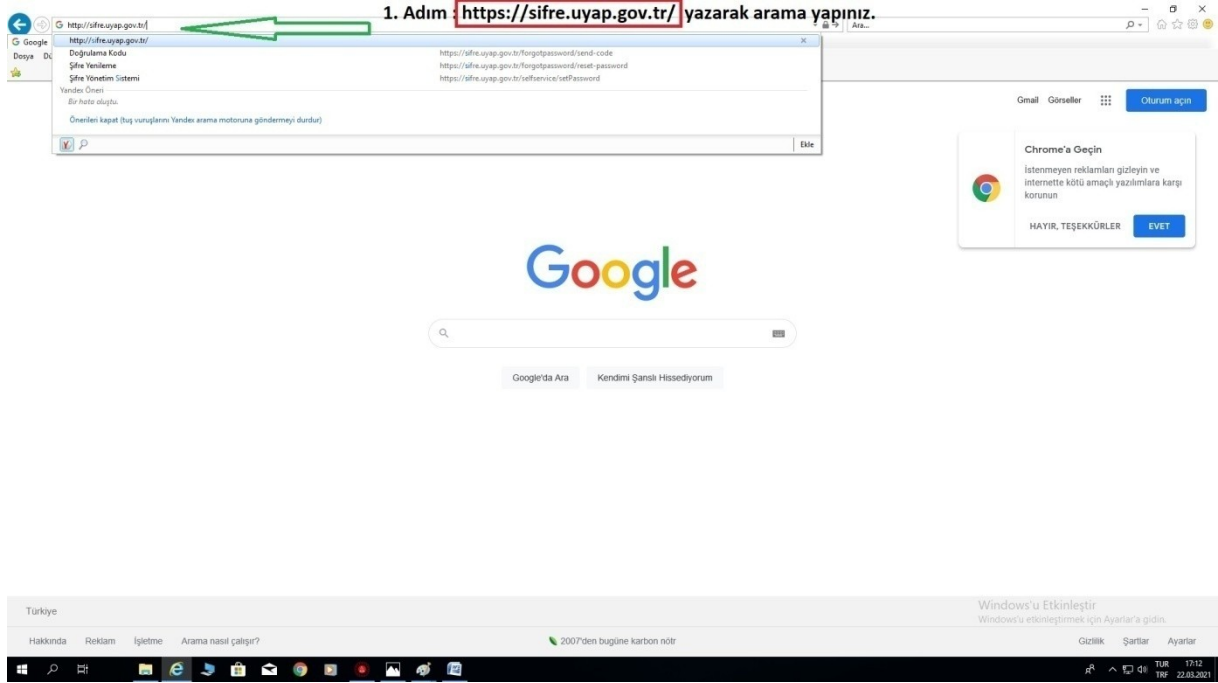 1. Adım : https://sifre.uyap.gov.tr/ yazarak arama yapınız.
http://sifre.uyap.gov.tr/
Ara...
G Google
http://sifre.uyap.gov.tr/
Dosya
Doğrulama Kodu https://sifre.uyap.gov.tr/forgotpassword/send-code
Şifre Yenileme https://sifre.uyap.gov.tr/forgotpassword/reset-password
Şifre Yönetim Sistemi https://sifre.uyap.gov.tr/selfservice/setPassword
Yandex Öneri
Bir hata oluştu.
Önerileri kapat (tuş vuruşlarını Yandex arama motoruna göndermeyi durdur)
Ekle
Gmail Görseller Oturum açın
Chrome'a Geçin
İstenmeyen reklamları gizleyin ve
internette kötü amaçlı yazılımlara karşı
korunun
HAYIR, TEŞEKKÜRLER EVET
Google
Google'da Ara Kendimi Şanslı Hissediyorum
Türkiye
Windows'u Etkinleştir
Windows'u etkinleştirmek için Ayarlar'a gidin.
Hakkında Reklam İşletme Arama nasıl çalışır? 2007'den bugüne karbon nötr Gizlilik Şartlar Ayarlar
TUR 17:12
TRF 22.03.2021